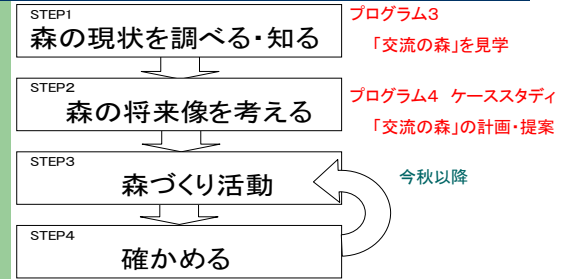 STEP1
森の現状を調べる・知る
プログラム3
「交流の森」を見学
STEP2
森の将来像を考える
プログラム4 ケーススタディ
「交流の森」の計画・提案
STEP3
森づくり活動
今秋以降
STEP4
確かめる